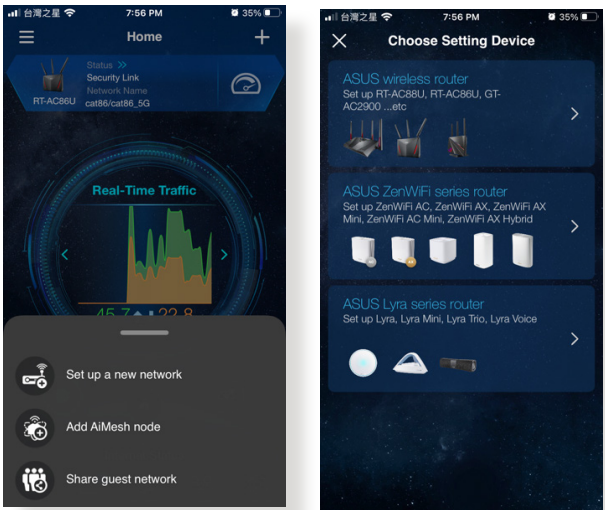 台灣之星
7:56 PM
35%
Home
Status
Security Link
Network Name
RT-AC86U
cat86/cat86_5G
Real-Time Traffic
45.7 22.8
Set up a new network
Add AiMesh node
Share guest network
台灣之星
7:56 PM
35%
Choose Setting Device
ASUS wireless router
Set up RT-AC88U, RT-AC86U, GT-
AC2900 ...etc
ASUS ZenWiFi series router
Set up ZenWiFi AC, ZenWiFi AX, ZenWiFi AX
Mini, ZenWiFi AC Mini, ZenWiFi AX Hybrid
ASUS Lyra series router
Set up Lyra, Lyra Mini, Lyra Trio, Lyra Voice